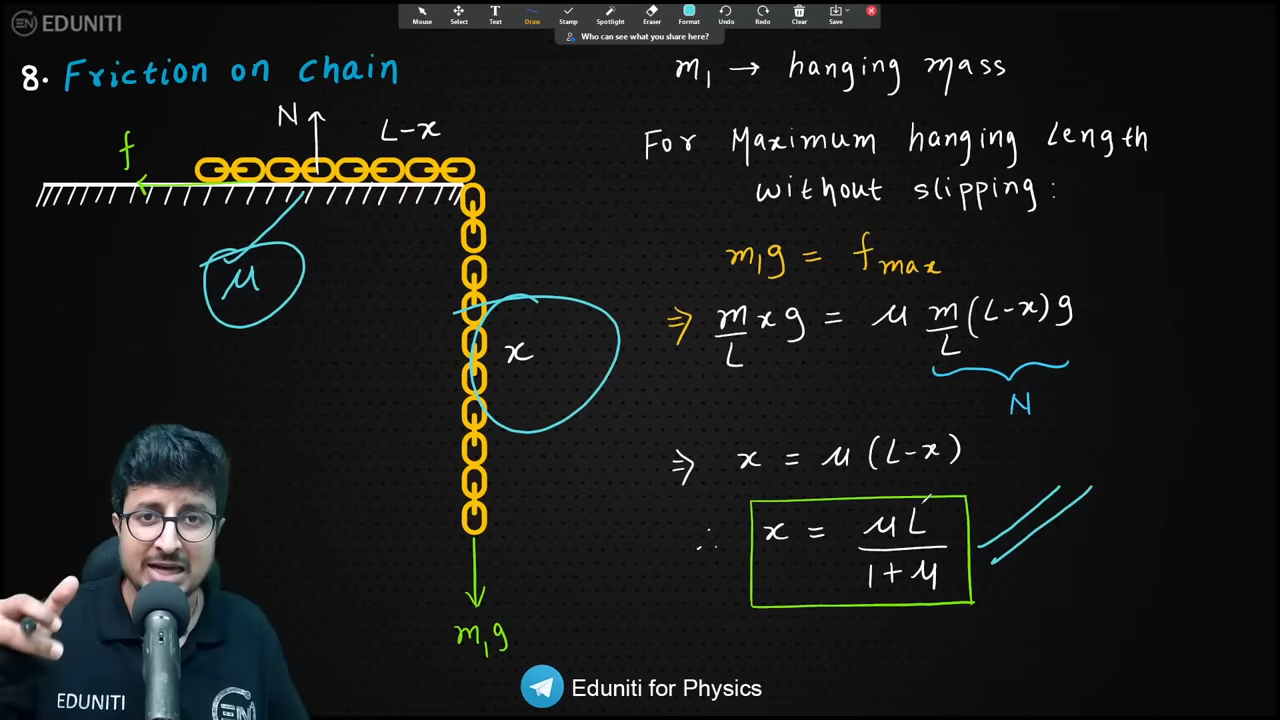 EDUNITI
Mouse Select Text Draw Stamp Spotlight Eraser Format Undo Redo Clear Save
Who can see what you share here?
8. Friction on chain
N
L-x
f
μ
x
m₁g
m₁ → hanging mass
For Maximum hanging length
without slipping:
m₁g = fmax
⇒ m/L x g = μ m/L (L-x)g
N
⇒ x = μ (L-x)
∴ x = μL / 1+μ
EDUNITI
EN
Eduniti for Physics